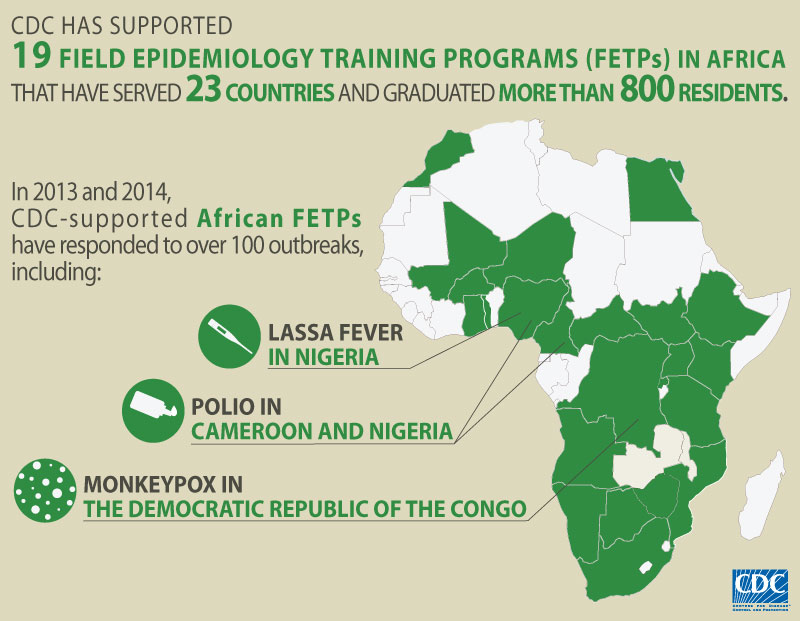 CDC HAS SUPPORTED
19 FIELD EPIDEMIOLOGY TRAINING PROGRAMS (FETPs) IN AFRICA
THAT HAVE SERVED 23 COUNTRIES AND GRADUATED MORE THAN 800 RESIDENTS.
In 2013 and 2014,
CDC-supported African FETPs
have responded to over 100 outbreaks,
including:
LASSA FEVER
IN NIGERIA
POLIO IN
CAMEROON AND NIGERIA
MONKEYPOX IN
THE DEMOCRATIC REPUBLIC OF THE CONGO
CDC
CENTERS FOR DISEASE
CONTROL AND PREVENTION